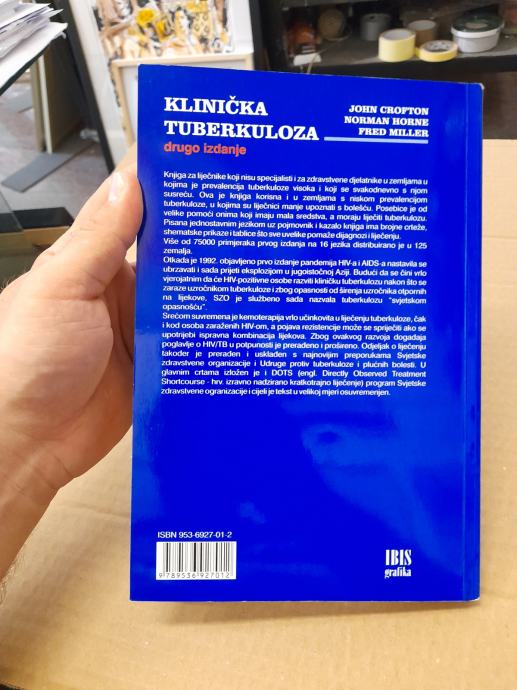 KLINIČKA
TUBERKULOZA
drugo izdanje
JOHN CROFTON
NORMAN HORNE
FRED MILLER
Knjiga za liječnike koji nisu specijalisti i za zdravstvene djelatnike u zemljama u
kojima je prevalencija tuberkuloze visoka i koji se svakodnevno s njom
susreću. Ova je knjiga korisna i u zemljama s niskom prevalencijom
tuberkuloze, u kojima su liječnici manje upoznati s bolešću. Posebice je od
velike pomoći onima koji imaju mala sredstva, a moraju liječiti tuberkulozu.
Pisana jednostavnim jezikom uz pojmovnik i kazalo knjiga ima brojne crteže,
shematske prikaze i tablice što sve uvelike pomaže dijagnozi i liječenju.
Više od 75000 primjeraka prvog izdanja na 16 jezika distribuirano je u 125
zemalja.
Otkada je 1992. objavljeno prvo izdanje pandemija HIV-a i AIDS-a nastavila se
ubrzavati i sada prijeti eksplozijom u jugoistočnoj Aziji. Budući da se čini vrlo
vjerojatnim da će HIV-pozitivne osobe razviti kliničku tuberkulozu nakon što se
zaraze uzročnikom tuberkuloze i zbog opasnosti od širenja uzročnika otpornih
na lijekove, SZO je službeno sada nazvala tuberkulozu "svjetskom
opasnošću".
Srećom suvremena je kemoterapija vrlo učinkovita u liječenju tuberkuloze, čak
i kod osoba zaraženih HIV-om, a pojava rezistencije može se spriječiti ako se
upotrijebi ispravna kombinacija lijekova. Zbog ovakvog razvoja događaja
poglavlje o HIV/TB u potpunosti je prerađeno i prošireno. Odjeljak o liječenju
također je prerađen i usklađen s najnovijim preporukama Svjetske
zdravstvene organizacije i Udruge protiv tuberkuloze i plućnih bolesti. U
glavnim crtama izložen je i DOTS (engl. Directly Observed Treatment
Shortcourse - hrv. izravno nadzirano kratkotrajno liječenje) program Svjetske
zdravstvene ogranizacije i cijeli je tekst u velikoj mjeri osuvremenjen.
ISBN 953-6927-01-2
9 789536 927012
IBIS
grafika